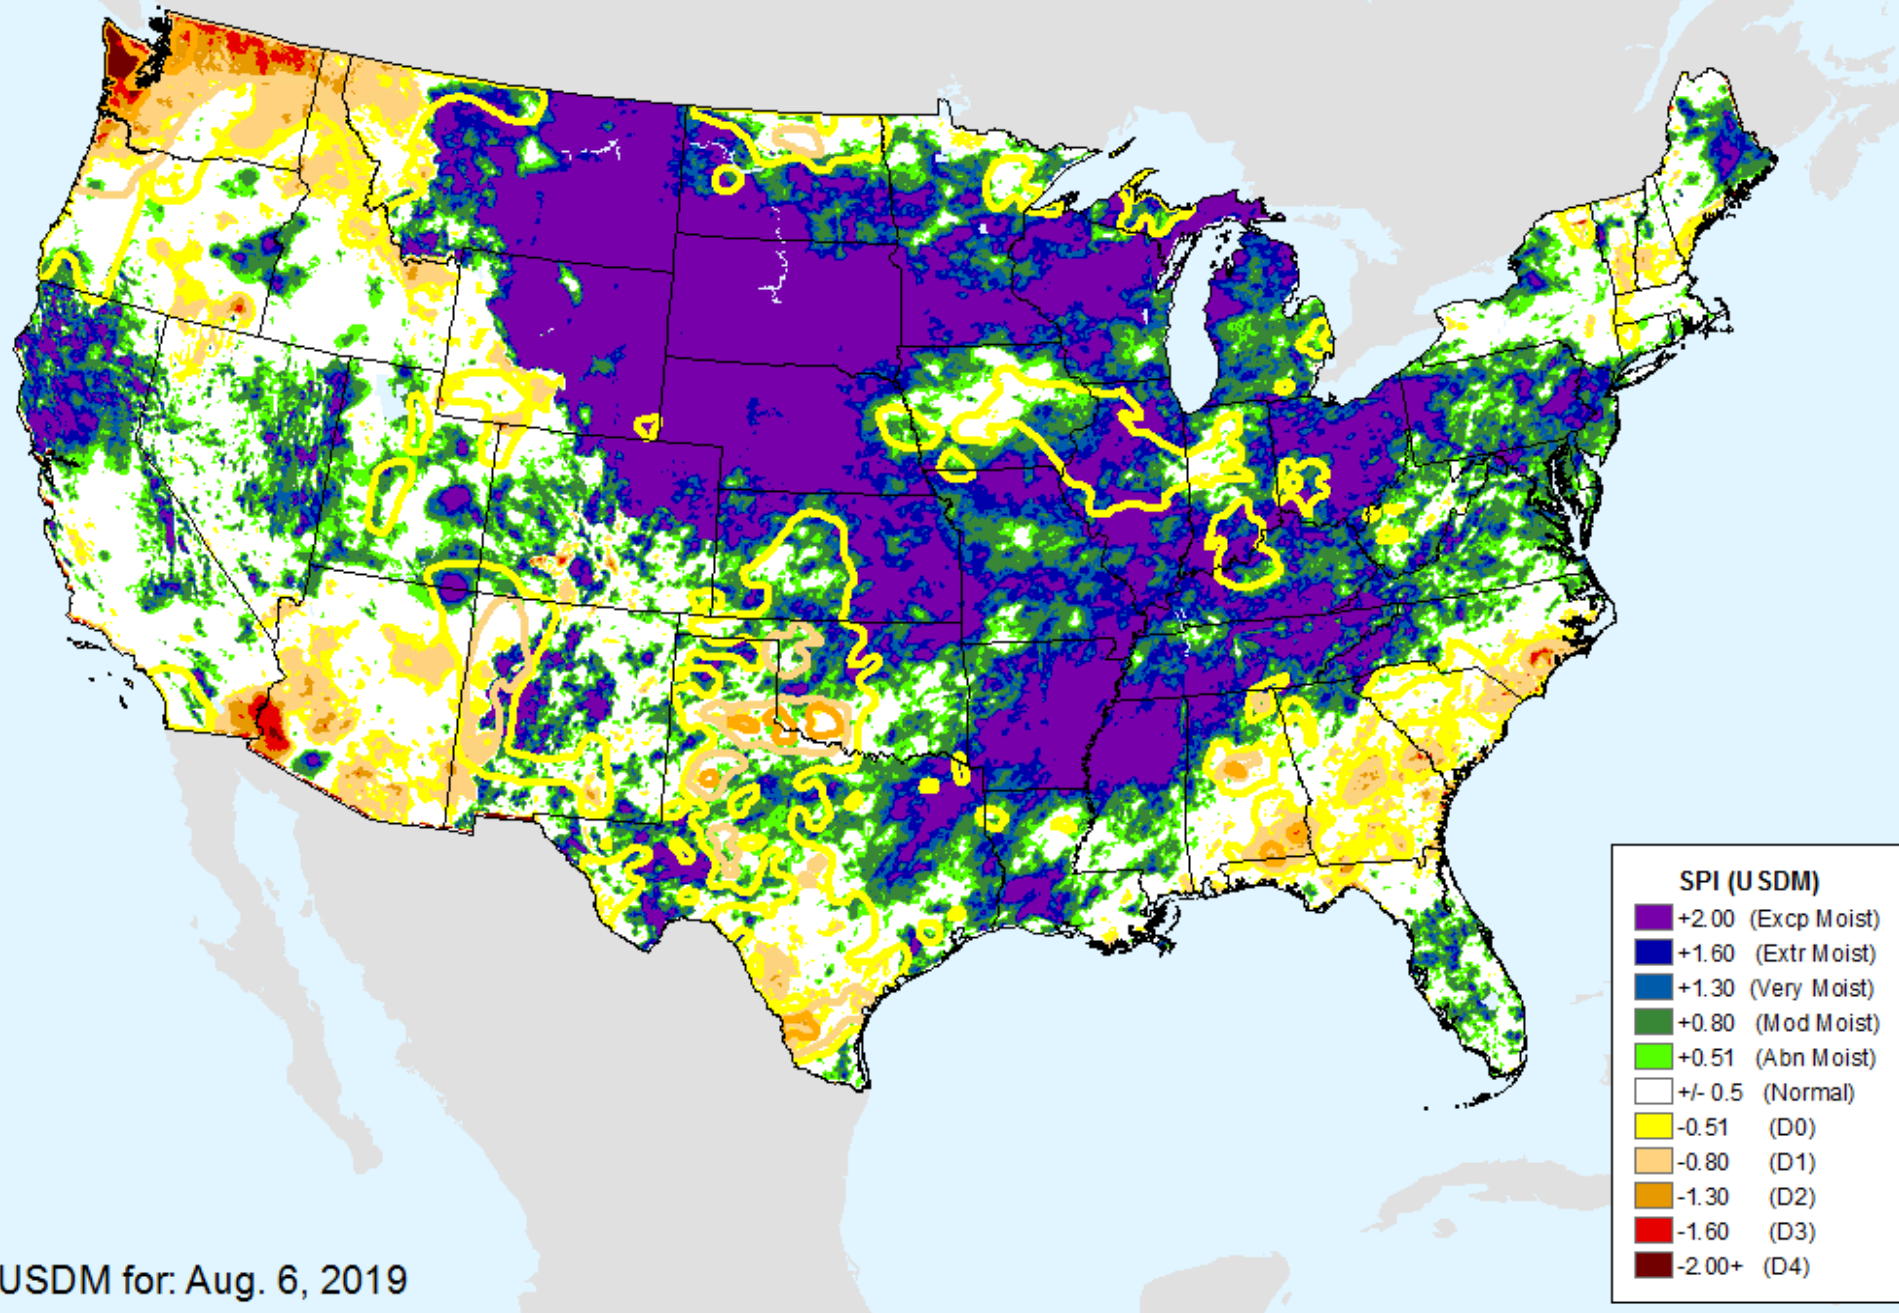 SPI (USDM)
+2.00 (Excp Moist)
+1.60 (Extr Moist)
+1.30 (Very Moist)
+0.80 (Mod Moist)
+0.51 (Abn Moist)
+/- 0.5 (Normal)
-0.51 (D0)
-0.80 (D1)
-1.30 (D2)
-1.60 (D3)
-2.00+ (D4)
USDM for: Aug. 6, 2019